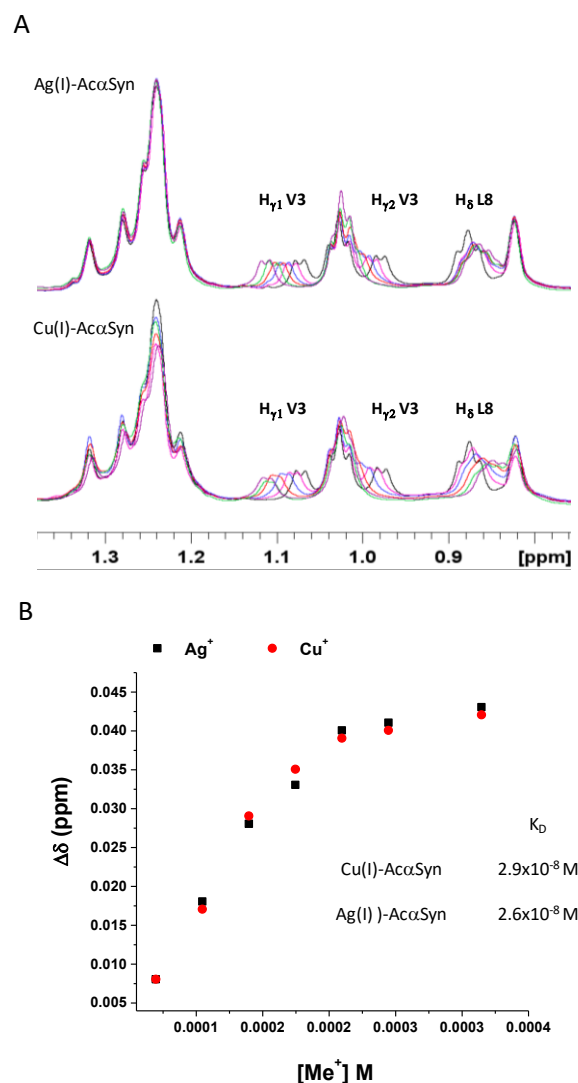 A
Ag(I)-AcαSyn
Hγ1 V3 Hγ2 V3 Hδ L8
Cu(I)-AcαSyn
Hγ1 V3 Hγ2 V3 Hδ L8
1.3 1.2 1.1 1.0 0.9 [ppm]
B
Ag+ Cu+
0.045
0.040
0.035
0.030
0.025
0.020
0.015
0.010
0.005
Δδ (ppm)
KD
Cu(I)-AcαSyn 2.9x10-8 M
Ag(I) )-AcαSyn 2.6x10-8 M
0.0001 0.0002 0.0002 0.0003 0.0003 0.0004
[Me+] M